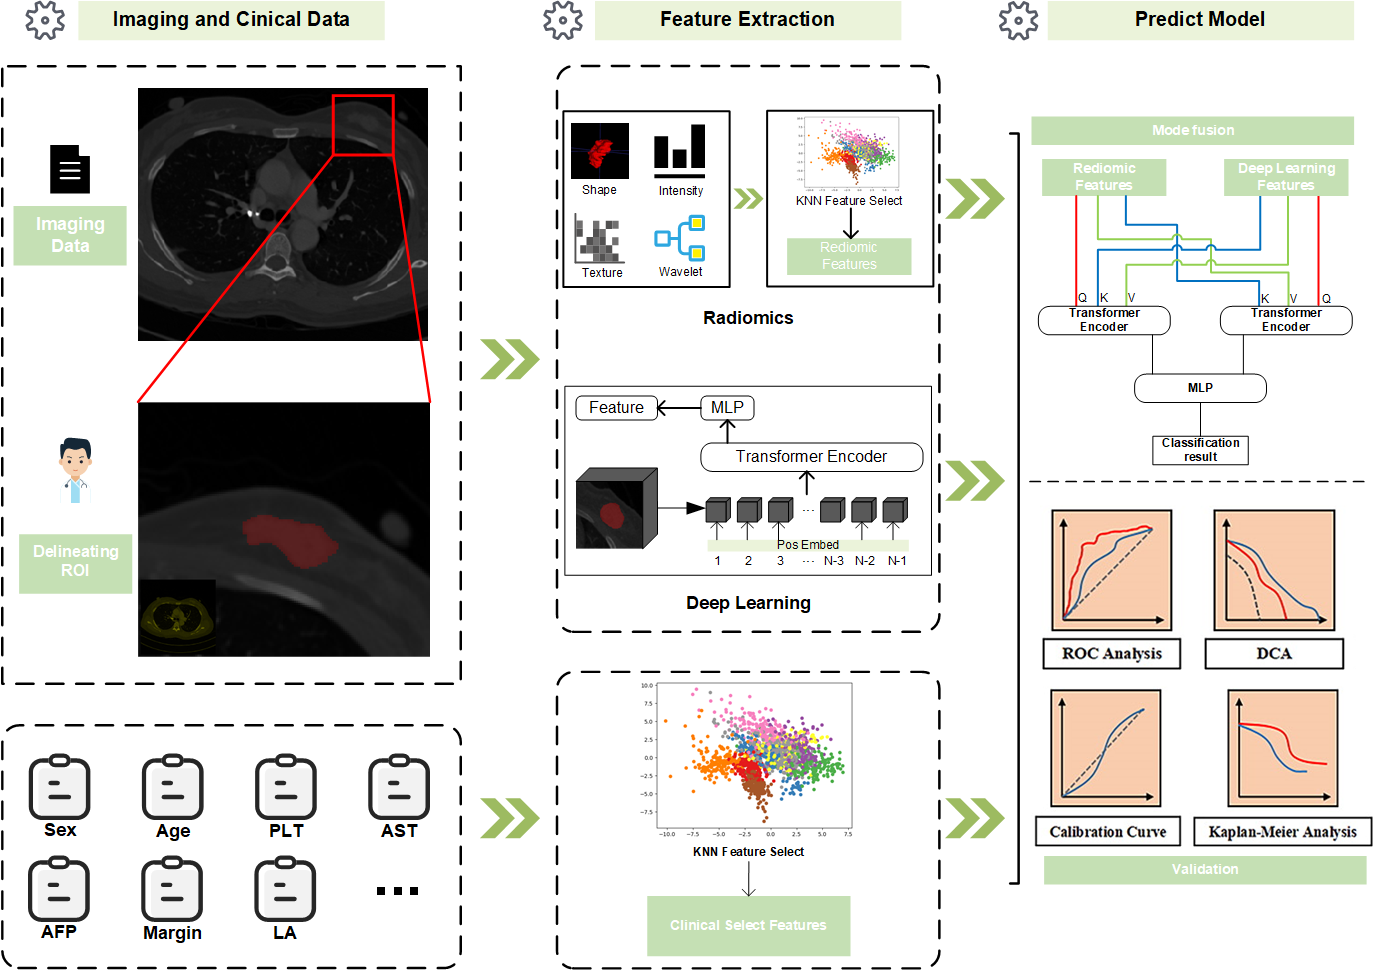 Imaging and Cinical Data
Feature Extraction
Predict Model
Imaging
Data
Delineating
ROI
Sex
Age
PLT
AST
AFP
Margin
LA
...
Shape
Intensity
Texture
Wavelet
KNN Feature Select
Rediomic
Features
Radiomics
Feature
MLP
Transformer Encoder
...
Pos Embed
1 2 3 ... N-3 N-2 N-1
Deep Learning
10.0
7.5
5.0
2.5
0.0
−2.5
−5.0
−7.5
−10.0 −7.5 −5.0 −2.5 0.0 2.5 5.0 7.5
KNN Feature Select
Clinical Select Features
Mode fusion
Rediomic
Features
Deep Learning
Features
Q K V
K V Q
Transformer
Encoder
Transformer
Encoder
MLP
Classification
result
ROC Analysis
DCA
Calibration Curve
Kaplan-Meier Analysis
Validation